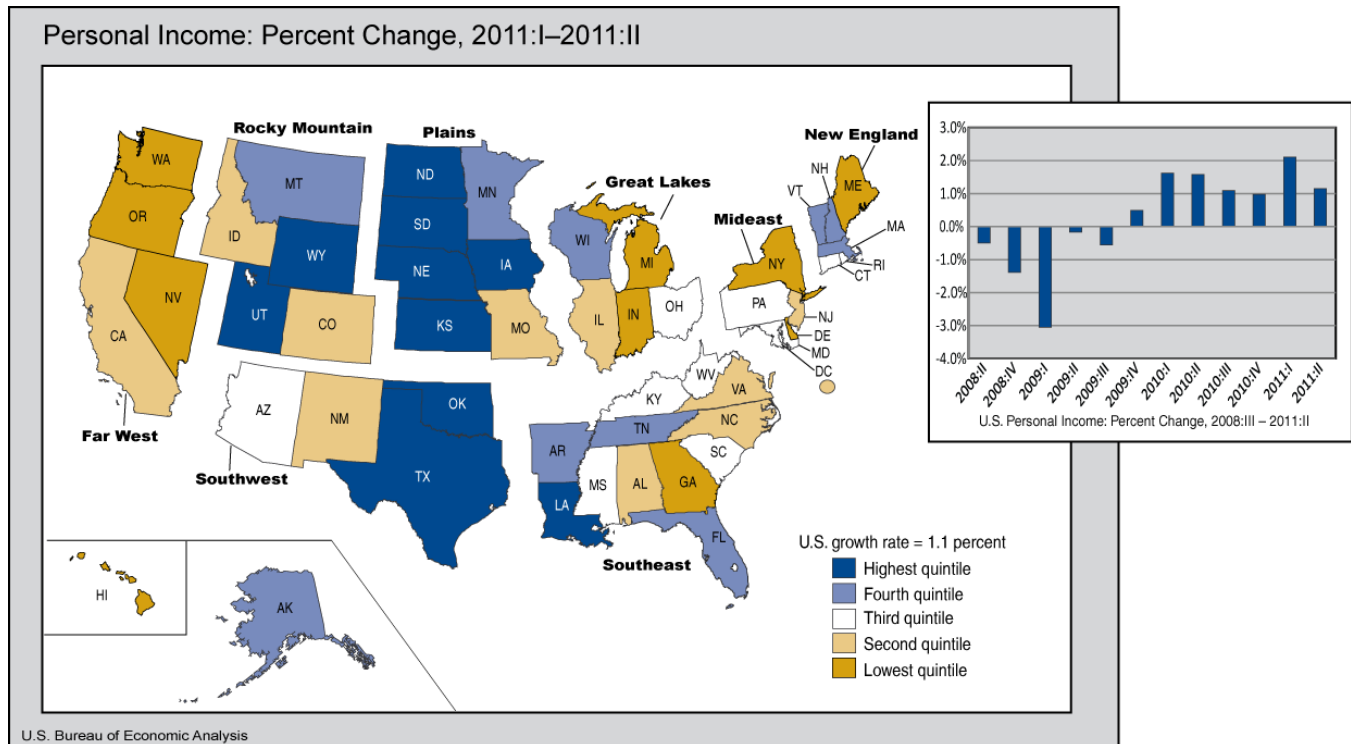 Personal Income: Percent Change, 2011:I–2011:II
Rocky Mountain
Plains
New England
Great Lakes
Mideast
Far West
Southwest
Southeast
WA
OR
CA
NV
ID
MT
WY
UT
CO
AZ
NM
ND
SD
NE
KS
MN
IA
MO
OK
TX
WI
MI
IL
IN
OH
AR
LA
MS
AL
GA
FL
TN
KY
WV
VA
NC
SC
NY
PA
NJ
DE
MD
DC
VT
NH
ME
MA
RI
CT
HI
AK
U.S. growth rate = 1.1 percent
Highest quintile
Fourth quintile
Third quintile
Second quintile
Lowest quintile
3.0%
2.0%
1.0%
0.0%
-1.0%
-2.0%
-3.0%
-4.0%
2008:II
2008:IV
2009:I
2009:II
2009:III
2009:IV
2010:I
2010:II
2010:III
2010:IV
2011:I
2011:II
U.S. Personal Income: Percent Change, 2008:III – 2011:II
U.S. Bureau of Economic Analysis